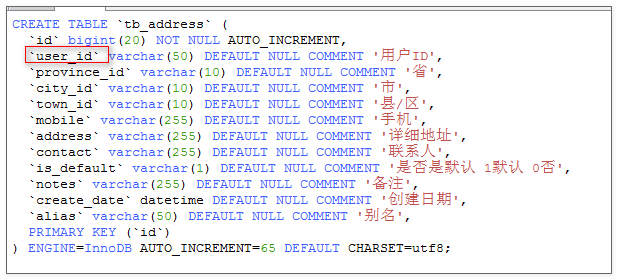 CREATE TABLE `tb_address` (
`id` bigint(20) NOT NULL AUTO_INCREMENT,
`user_id` varchar(50) DEFAULT NULL COMMENT '用户ID',
`province_id` varchar(10) DEFAULT NULL COMMENT '省',
`city_id` varchar(10) DEFAULT NULL COMMENT '市',
`town_id` varchar(10) DEFAULT NULL COMMENT '县/区',
`mobile` varchar(255) DEFAULT NULL COMMENT '手机',
`address` varchar(255) DEFAULT NULL COMMENT '详细地址',
`contact` varchar(255) DEFAULT NULL COMMENT '联系人',
`is_default` varchar(1) DEFAULT NULL COMMENT '是否是默认 1默认 0否',
`notes` varchar(255) DEFAULT NULL COMMENT '备注',
`create_date` datetime DEFAULT NULL COMMENT '创建日期',
`alias` varchar(50) DEFAULT NULL COMMENT '别名',
PRIMARY KEY (`id`)
) ENGINE=InnoDB AUTO_INCREMENT=65 DEFAULT CHARSET=utf8;